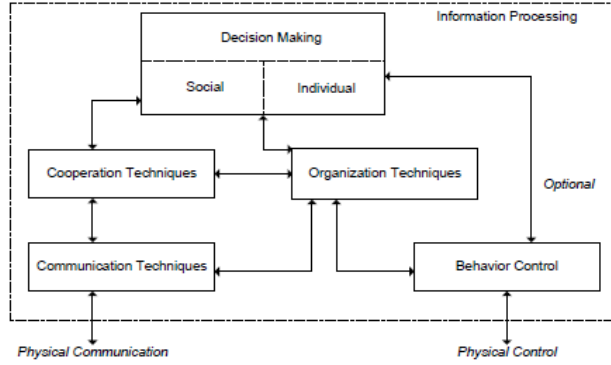 Information Processing
Decision Making
Social
Individual
Cooperation Techniques
Organization Techniques
Optional
Communication Techniques
Behavior Control
Physical Communication
Physical Control